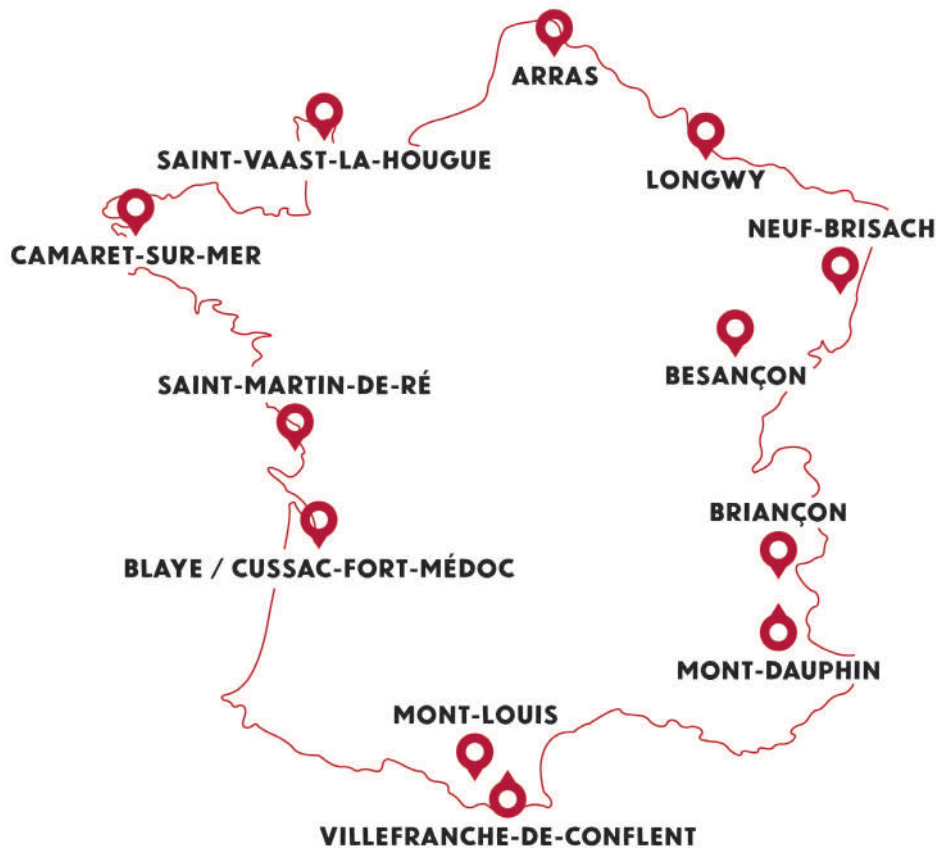 ARRAS
SAINT-VAAST-LA-HOUGUE
LONGWY
NEUF-BRISACH
CAMARET-SUR-MER
BESANÇON
SAINT-MARTIN-DE-RÉ
BRIANÇON
BLAYE / CUSSAC-FORT-MÉDOC
MONT-DAUPHIN
MONT-LOUIS
VILLEFRANCHE-DE-CONFLENT